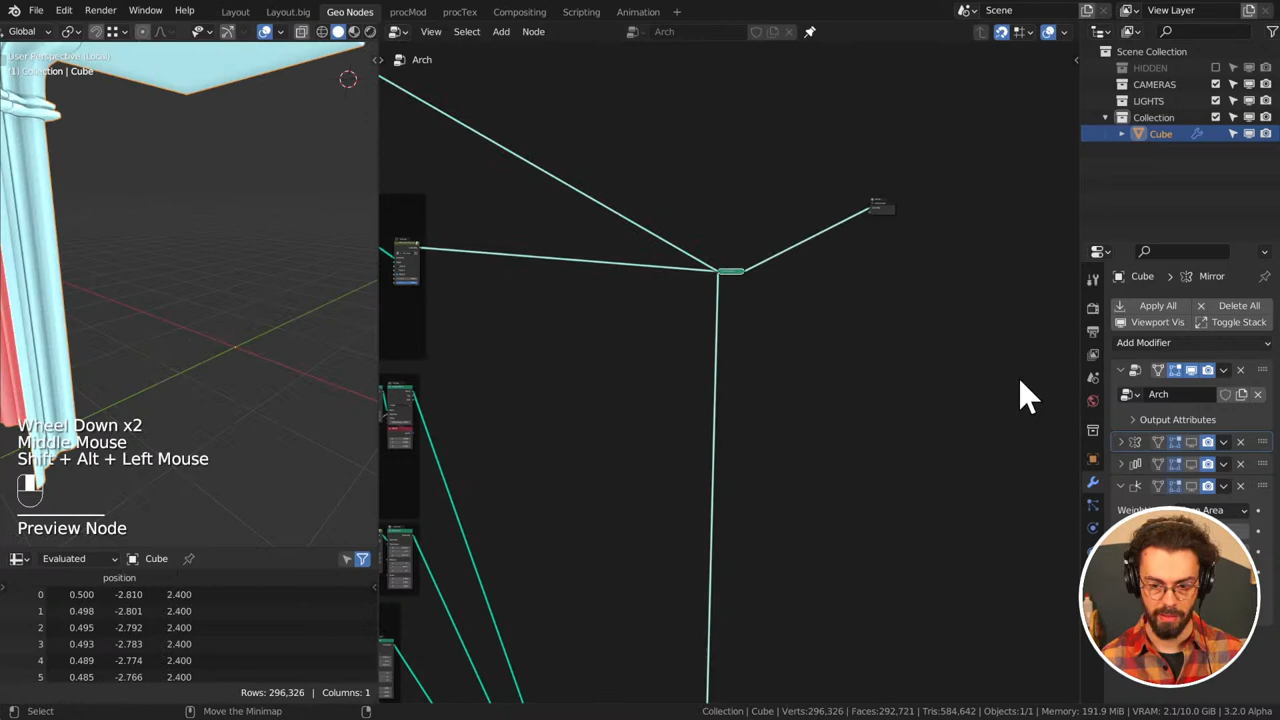 File Edit Render Window Help Layout Layout.big Geo Nodes procMod procTex Compositing Scripting Animation + Scene View Layer
Global View Select Add Node Arch
User Perspective (Local)
(1) Collection | Cube
Arch
Scene Collection
HIDDEN
CAMERAS
LIGHTS
Collection
Cube
Cube > Mirror
Apply All Delete All
Viewport Vis Toggle Stack
Add Modifier
Arch
Output Attributes
Wheel Down x2
Middle Mouse
Shift + Alt + Left Mouse
Preview Node
Evaluated Cube
position
0 0.500 -2.810 2.400
1 0.498 -2.801 2.400
2 0.495 -2.792 2.400
3 0.493 -2.783 2.400
4 0.489 -2.774 2.400
5 0.485 -2.766 2.400
Rows: 296,326 | Columns: 1
Select Move the Minimap Collection | Cube | Verts:296,326 | Faces:292,721 | Tris:584,642 | Objects:1/1 | Memory: 191.9 MiB | VRAM: 2.1/10.0 GiB | 3.2.0 Alpha